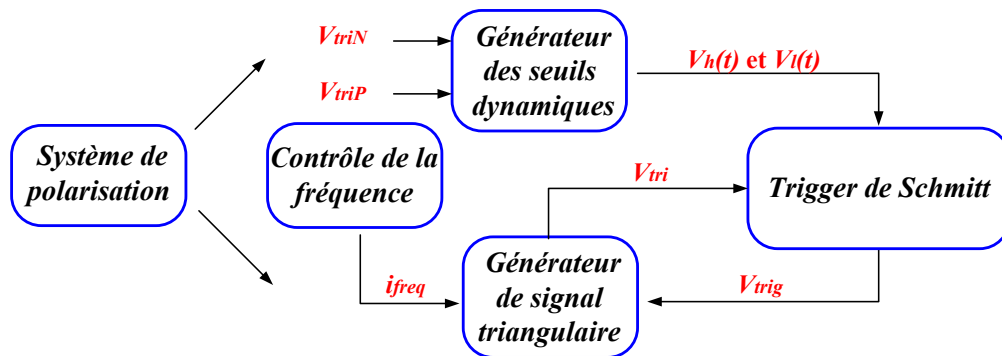 Système de
polarisation
VtriN
VtriP
Générateur
des seuils
dynamiques
Vh(t) et Vl(t)
Contrôle de la
fréquence
Vtri
Trigger de Schmitt
ifreq
Générateur
de signal
triangulaire
Vtrig